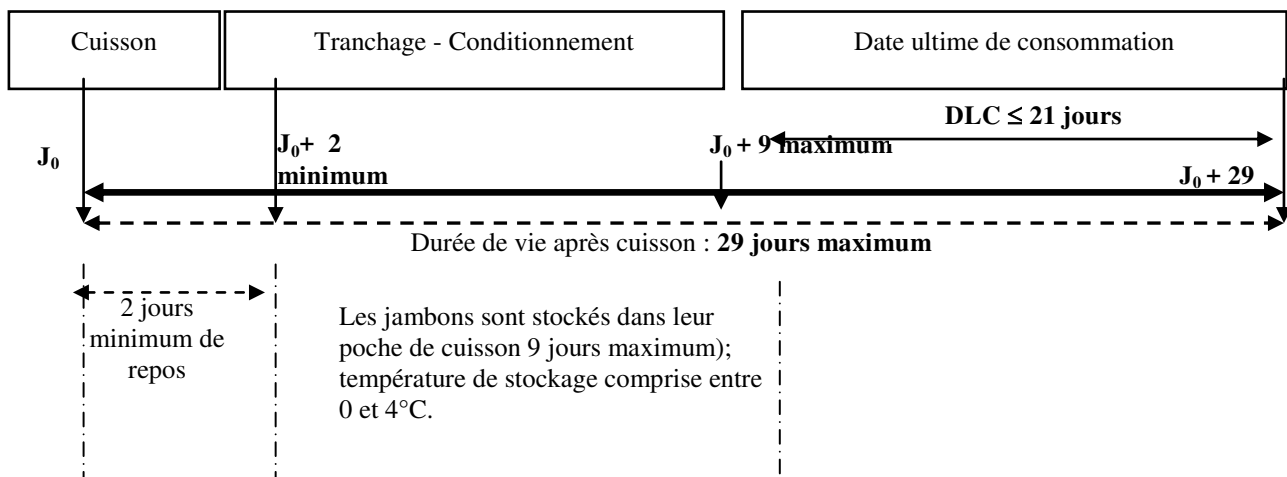 Cuisson
Tranchage - Conditionnement
Date ultime de consommation
DLC ≤ 21 jours
J₀
J₀+ 2
minimum
J₀ + 9 maximum
J₀ + 29
Durée de vie après cuisson : 29 jours maximum
2 jours
minimum de
repos
Les jambons sont stockés dans leur
poche de cuisson 9 jours maximum);
température de stockage comprise entre
0 et 4°C.